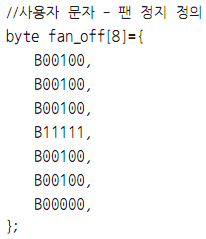 //사용자 문자 - 팬 정지 정의
byte fan_off[8]={
B00100,
B00100,
B00100,
B11111,
B00100,
B00100,
B00000,
};